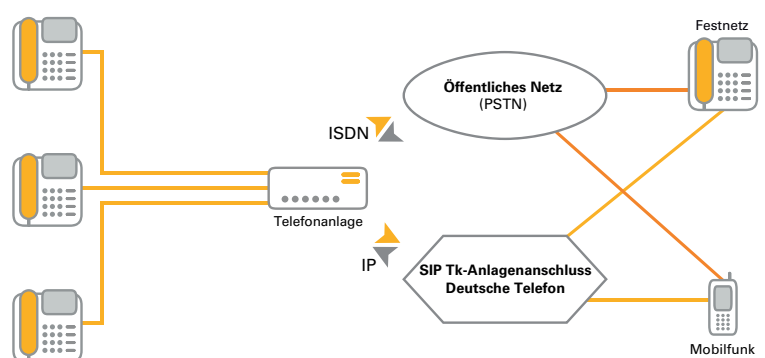 Festnetz
Öffentliches Netz
(PSTN)
ISDN
Telefonanlage
IP
SIP Tk-Anlagenanschluss
Deutsche Telefon
Mobilfunk